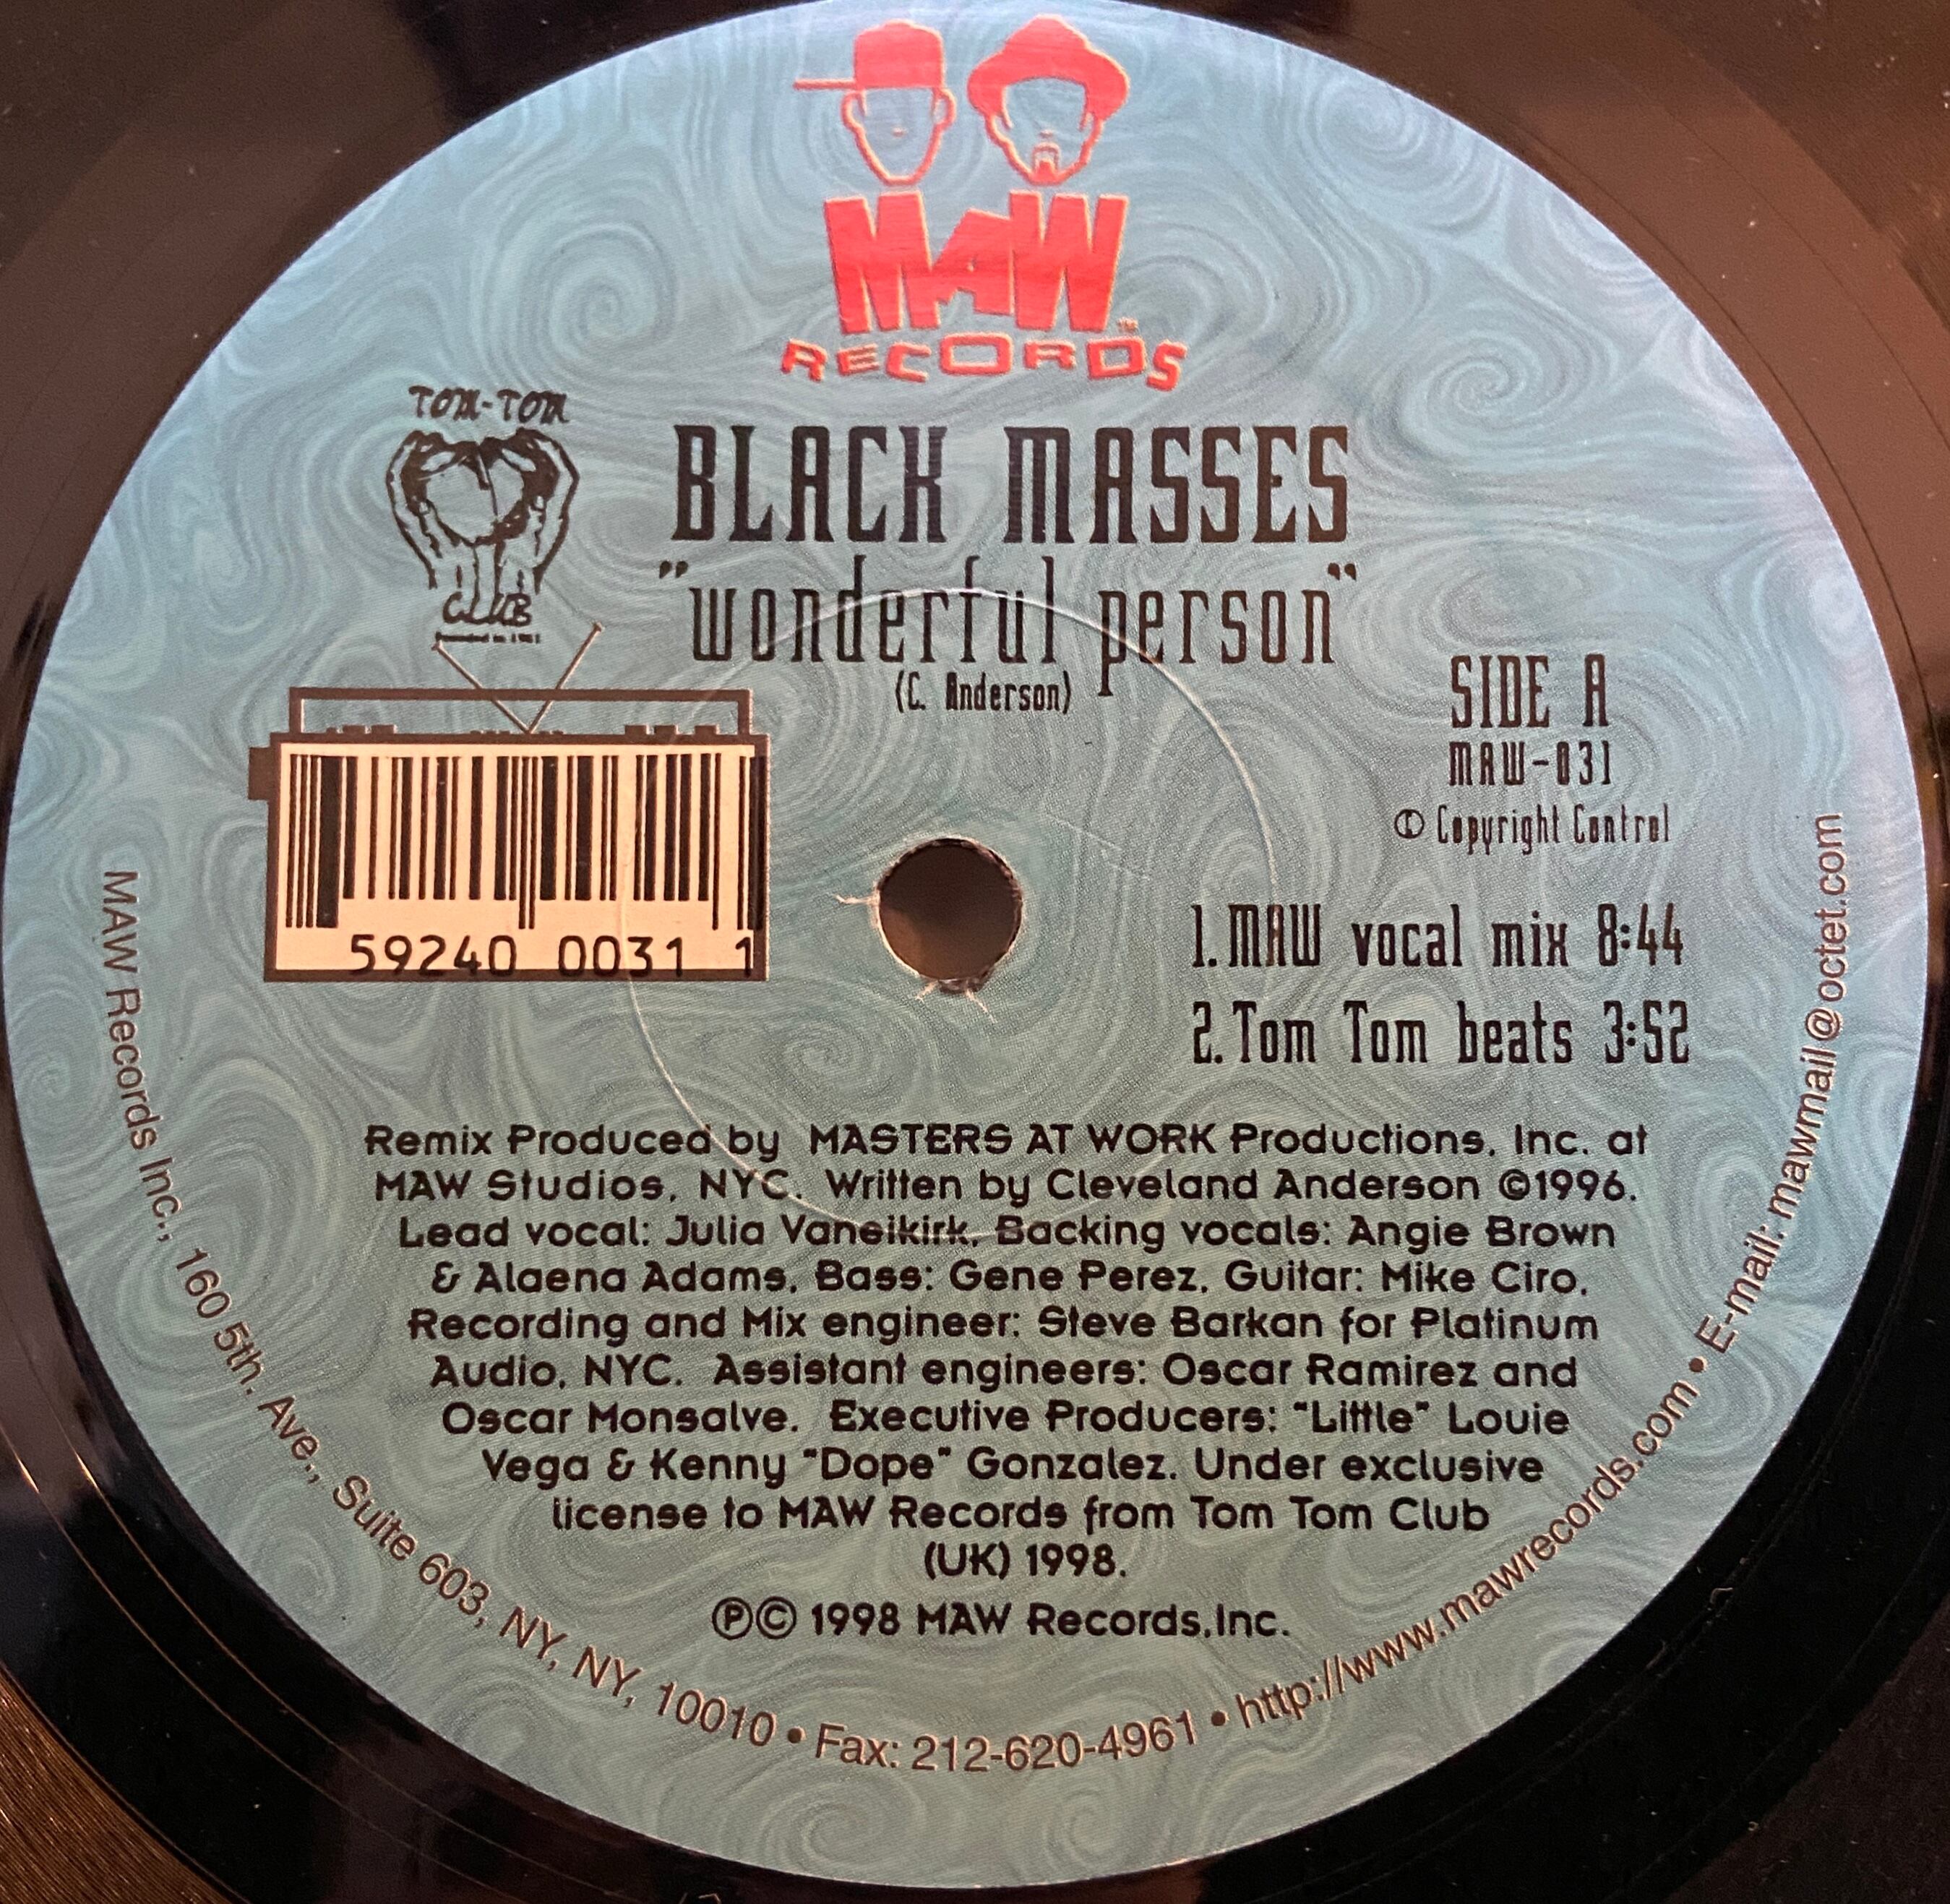 MAW
RECORDS
TOM-TOM
CLUB
BLACK MASSES
"wonderful person"
(C. Anderson)
SIDE A
MAW-031
© Copyright Control
59240 0031 1
1. MAW vocal mix 8:44
2. Tom Tom beats 3:52
Remix Produced by MASTERS AT WORK Productions, Inc. at
MAW Studios, NYC. Written by Cleveland Anderson ©1996.
Lead vocal: Julia Vaneikirk, Backing vocals: Angie Brown
& Alaena Adams, Bass: Gene Perez, Guitar: Mike Ciro,
Recording and Mix engineer: Steve Barkan for Platinum
Audio, NYC. Assistant engineers: Oscar Ramirez and
Oscar Monsalve. Executive Producers: "Little" Louie
Vega & Kenny "Dope" Gonzalez. Under exclusive
license to MAW Records from Tom Tom Club
(UK) 1998.
℗© 1998 MAW Records,Inc.
MAW Records Inc., 160 5th. Ave., Suite 603, NY, NY, 10010 • Fax: 212-620-4961 • http://www.mawrecords.com • E-mail: mawmail@octet.com